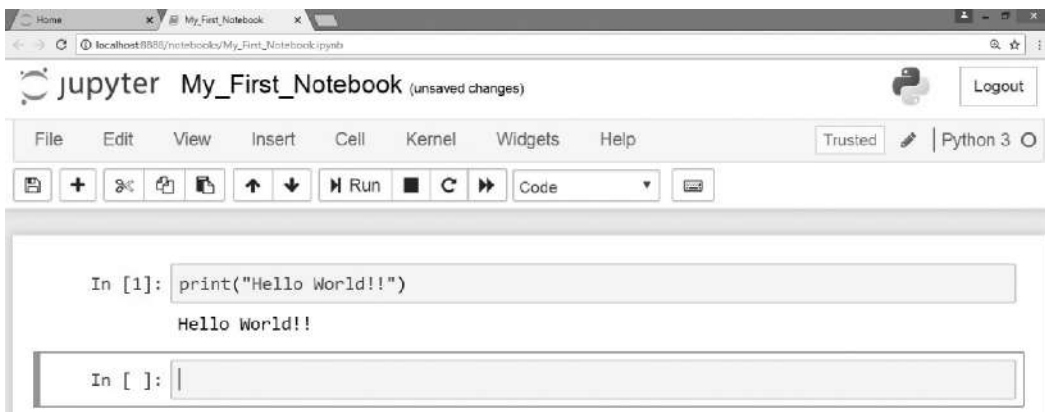 Home My_First_Notebook
localhost:8888/notebooks/My_First_Notebook.ipynb
jupyter My_First_Notebook (unsaved changes) Logout
File Edit View Insert Cell Kernel Widgets Help Trusted Python 3
Run Code
In [1]: print("Hello World!!")
Hello World!!
In [ ]: